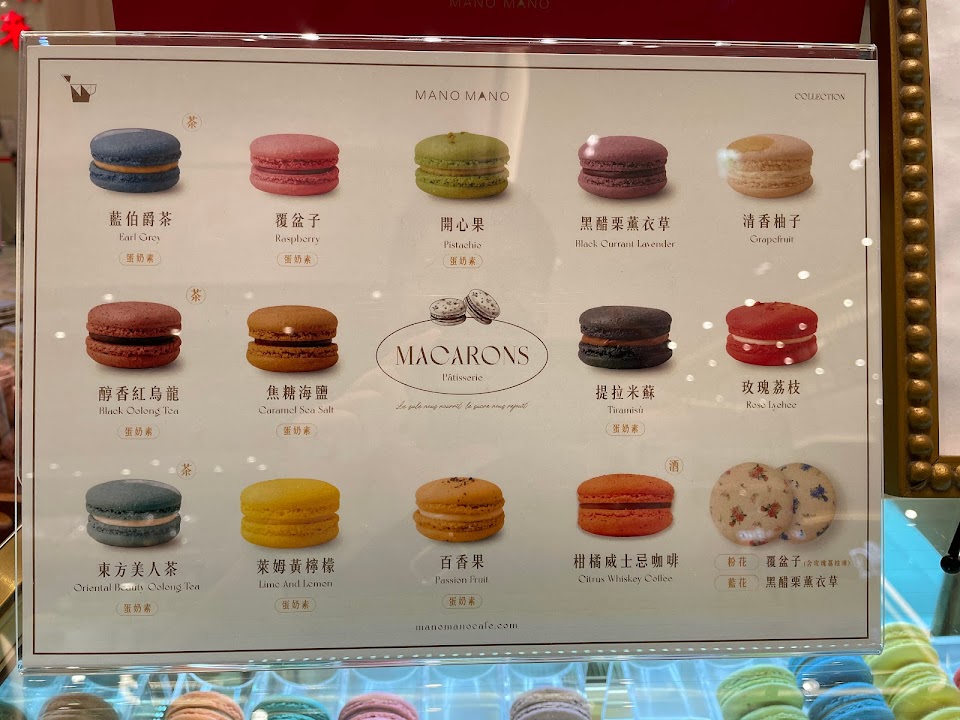 MANO MANO
MANO MANO
COLLECTION
茶
藍伯爵茶
Earl Grey
蛋奶素
覆盆子
Raspberry
蛋奶素
開心果
Pistachio
蛋奶素
黑醋栗薰衣草
Black Currant Lavender
清香柚子
Grapefruit
茶
醇香紅烏龍
Black Oolong Tea
蛋奶素
焦糖海鹽
Caramel Sea Salt
蛋奶素
MACARONS
Pâtisserie
提拉米蘇
Tiramisù
蛋奶素
玫瑰荔枝
Rose Lychee
茶
東方美人茶
Oriental Beauty Oolong Tea
蛋奶素
萊姆黃檸檬
Lime And Lemon
蛋奶素
百香果
Passion Fruit
蛋奶素
酒
柑橘威士忌咖啡
Citrus Whiskey Coffee
粉花 覆盆子
藍花 黑醋栗薰衣草
manomanocafe.com